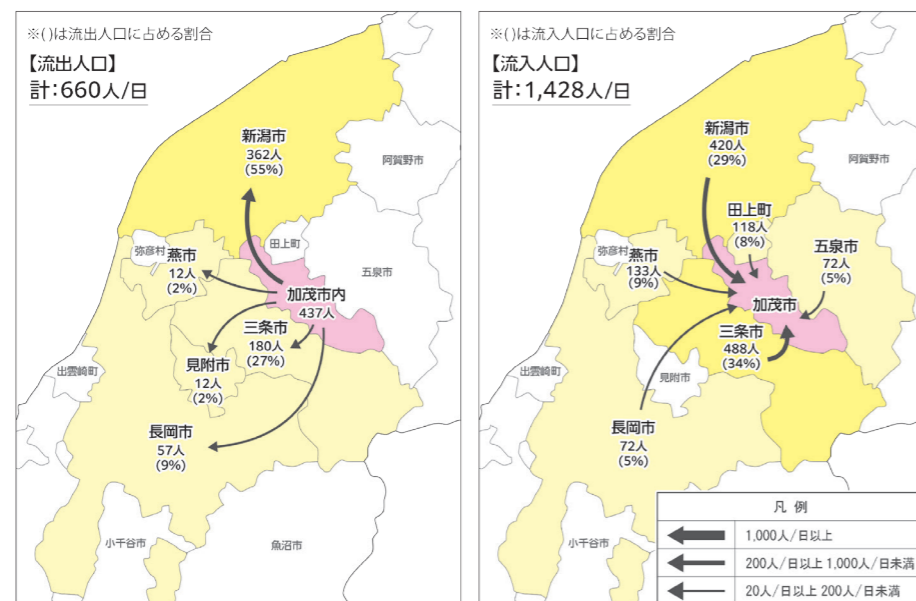 ※( )は流出人口に占める割合
【流出人口】
計:660人/日
新潟市
362人
(55%)
阿賀野市
弥彦村
燕市
12人
(2%)
田上町
五泉市
加茂市内
437人
三条市
180人
(27%)
見附市
12人
(2%)
出雲崎町
長岡市
57人
(9%)
小千谷市
魚沼市
※( )は流入人口に占める割合
【流入人口】
計:1,428人/日
新潟市
420人
(29%)
阿賀野市
田上町
118人
(8%)
弥彦村
燕市
133人
(9%)
五泉市
72人
(5%)
加茂市
三条市
488人
(34%)
出雲崎町
見附市
長岡市
72人
(5%)
小千谷市
凡 例
1,000人/日以上
200人/日以上 1,000人/日未満
20人/日以上 200人/日未満